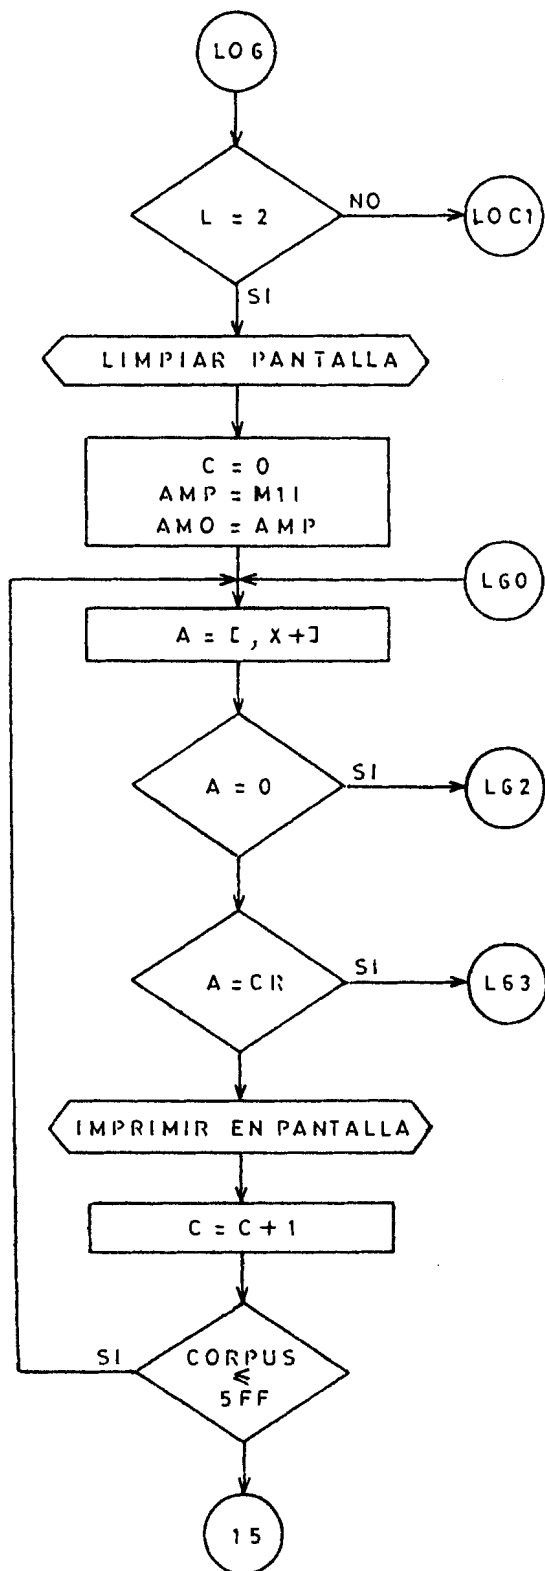 LOG
L = 2
NO
LOC1
SI
LIMPIAR PANTALLA
C = 0
AMP = M1I
AMO = AMP
LG0
A = [ , X+]
A = 0
SI
LG2
A = CR
SI
LG3
IMPRIMIR EN PANTALLA
C = C + 1
SI
CORPUS
≤
5FF
15